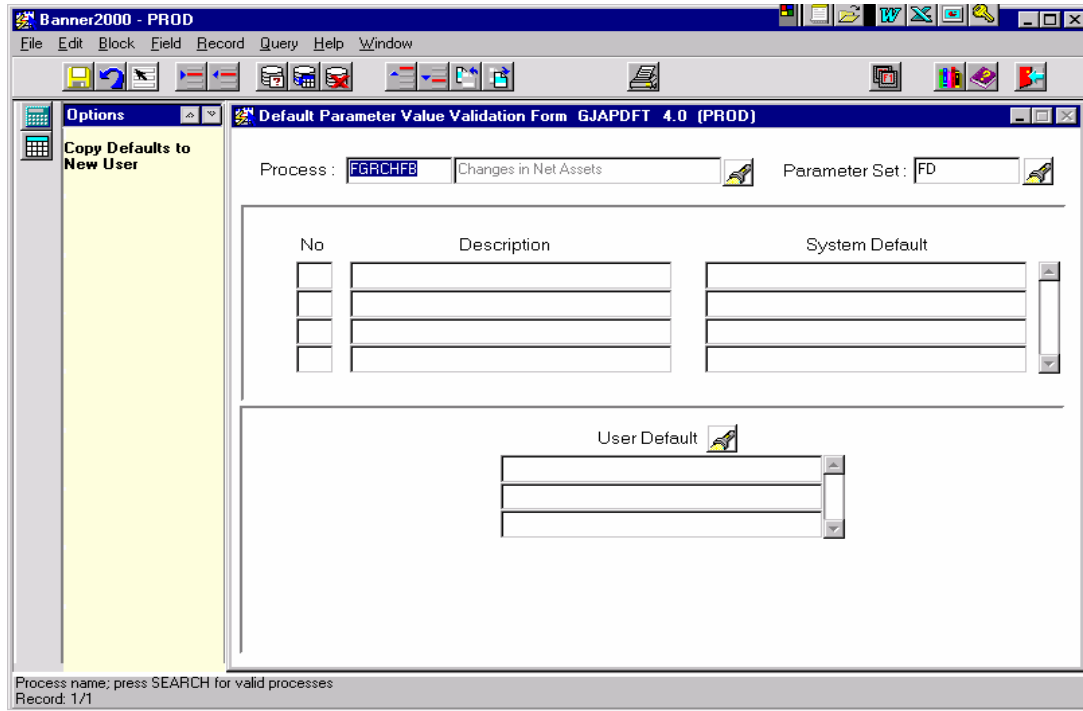 Banner2000 - PROD
File Edit Block Field Record Query Help Window
Options
Copy Defaults to
New User
Default Parameter Value Validation Form GJAPDFT 4.0 (PROD)
Process : FGRCHFB Changes in Net Assets Parameter Set : FD
No Description System Default
User Default
Process name; press SEARCH for valid processes
Record: 1/1